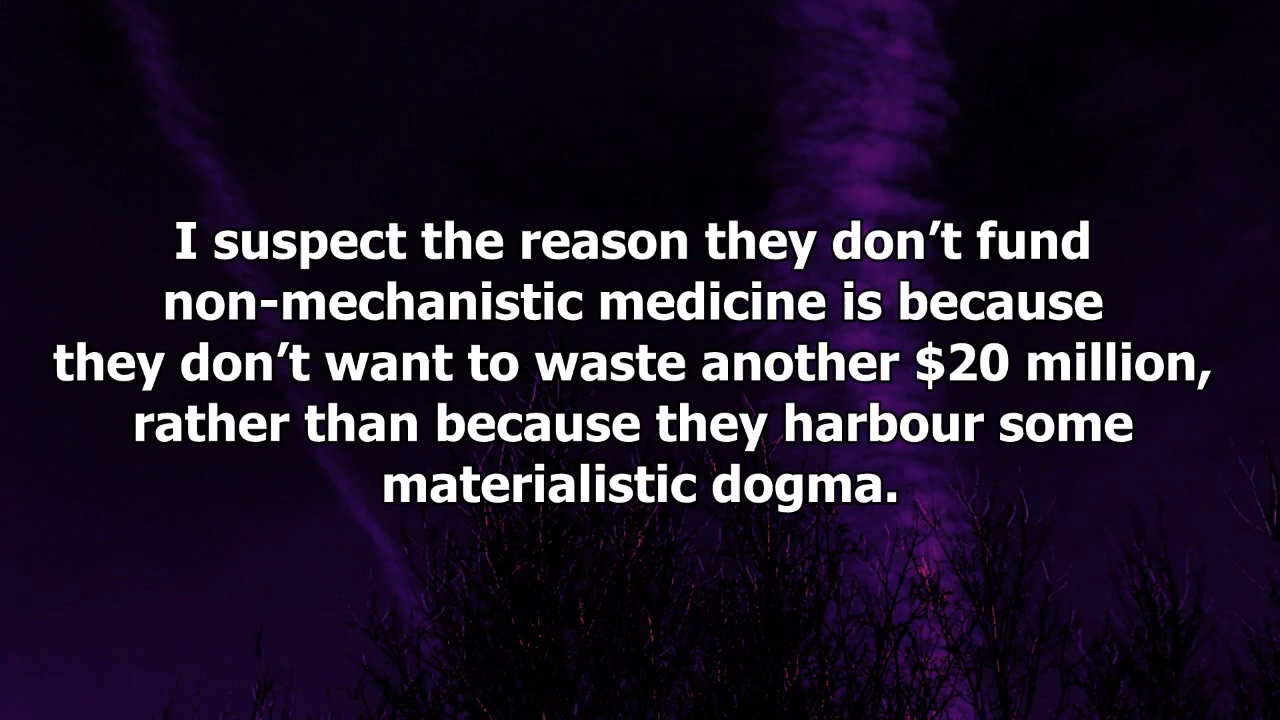 I suspect the reason they don’t fund
non-mechanistic medicine is because
they don’t want to waste another $20 million,
rather than because they harbour some
materialistic dogma.